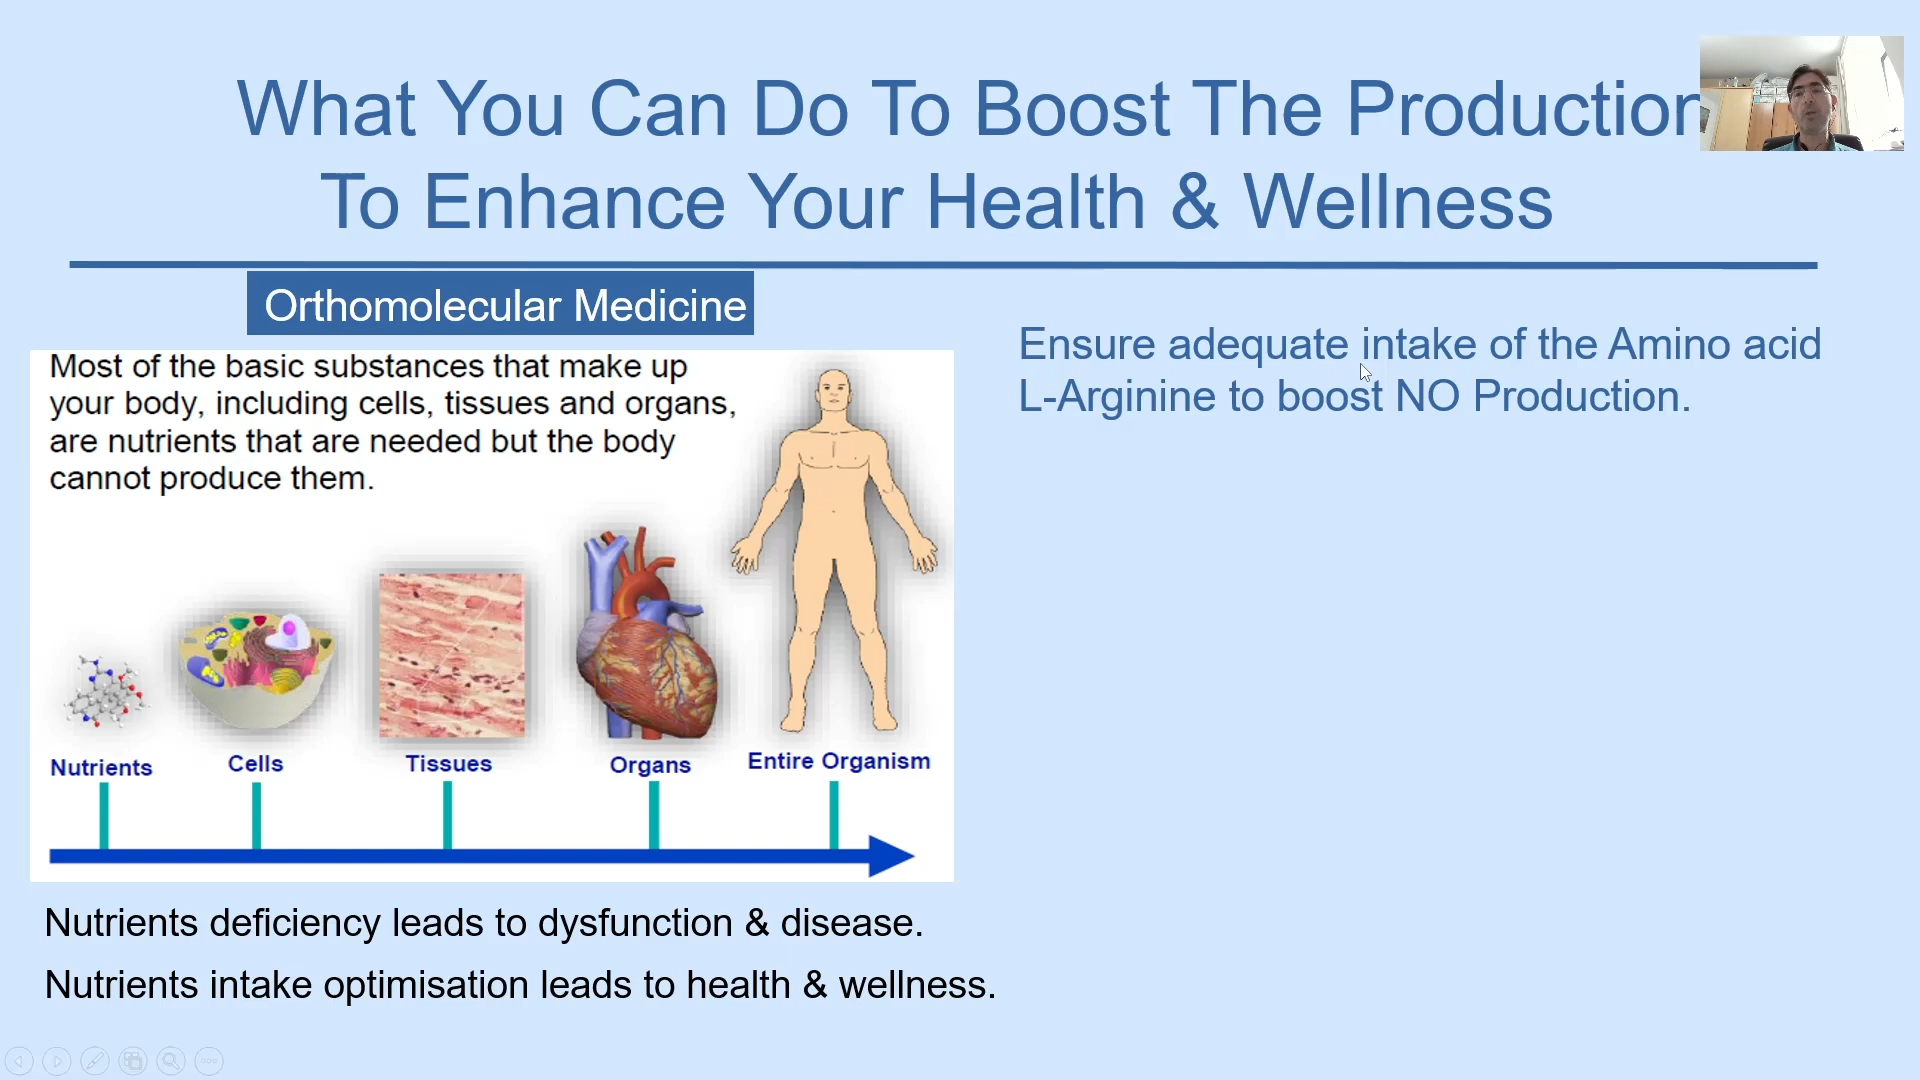 What You Can Do To Boost The Production
To Enhance Your Health & Wellness
Orthomolecular Medicine
Most of the basic substances that make up
your body, including cells, tissues and organs,
are nutrients that are needed but the body
cannot produce them.
Nutrients
Cells
Tissues
Organs
Entire Organism
Nutrients deficiency leads to dysfunction & disease.
Nutrients intake optimisation leads to health & wellness.
Ensure adequate intake of the Amino acid
L-Arginine to boost NO Production.